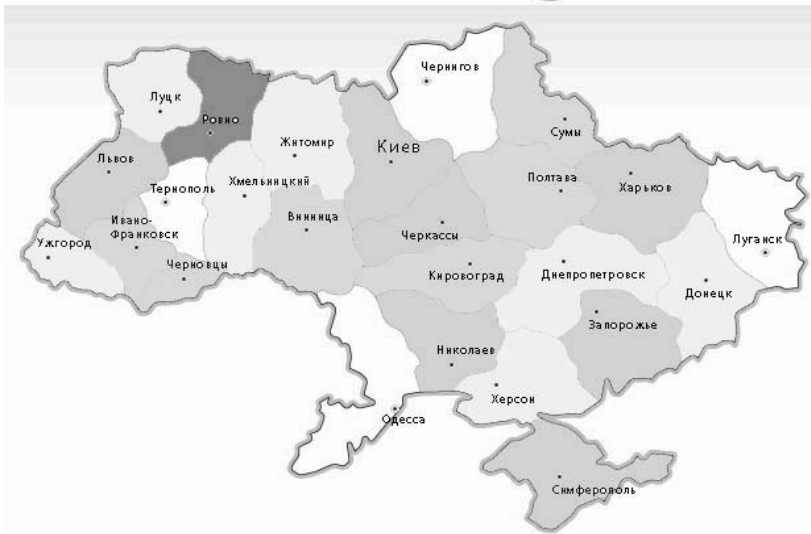 Чернигов
Луцк
Ровно
Сумы
Житомир
Киев
Львов
Тернополь
Хмельницкий
Полтава
Харьков
Ивано-
Франковск
Винница
Черкассы
Ужгород
Луганск
Черновцы
Кировоград
Днепропетровск
Донецк
Запорожье
Николаев
Херсон
Одесса
Симферополь